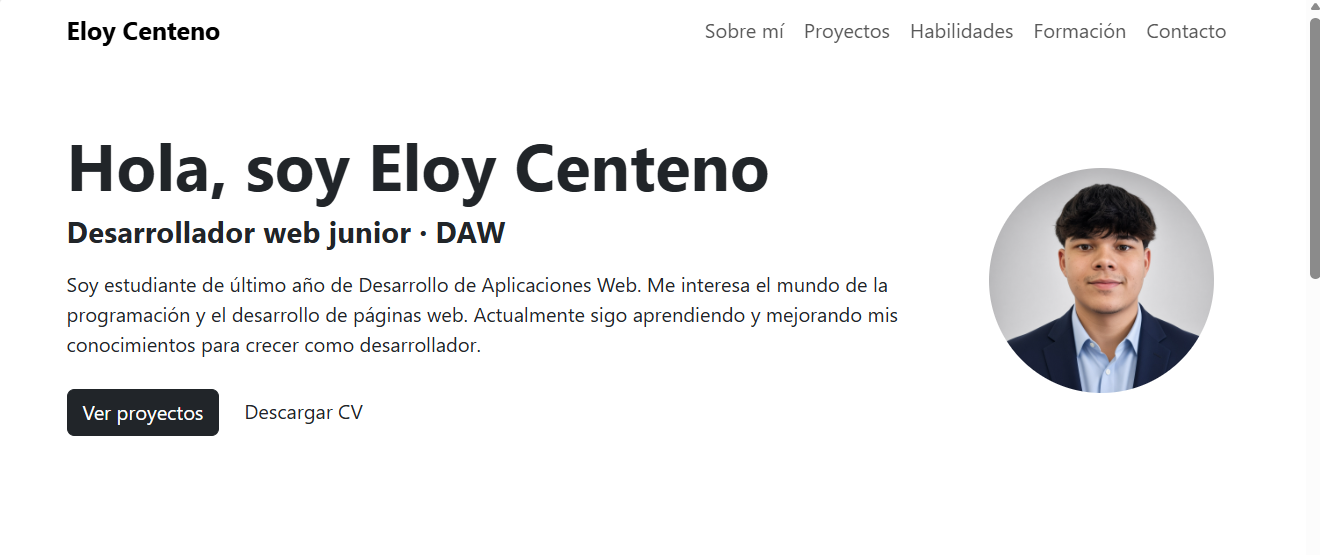 Eloy Centeno
Sobre mí Proyectos Habilidades Formación Contacto
Hola, soy Eloy Centeno
Desarrollador web junior · DAW
Soy estudiante de último año de Desarrollo de Aplicaciones Web. Me interesa el mundo de la
programación y el desarrollo de páginas web. Actualmente sigo aprendiendo y mejorando mis
conocimientos para crecer como desarrollador.
Ver proyectos Descargar CV